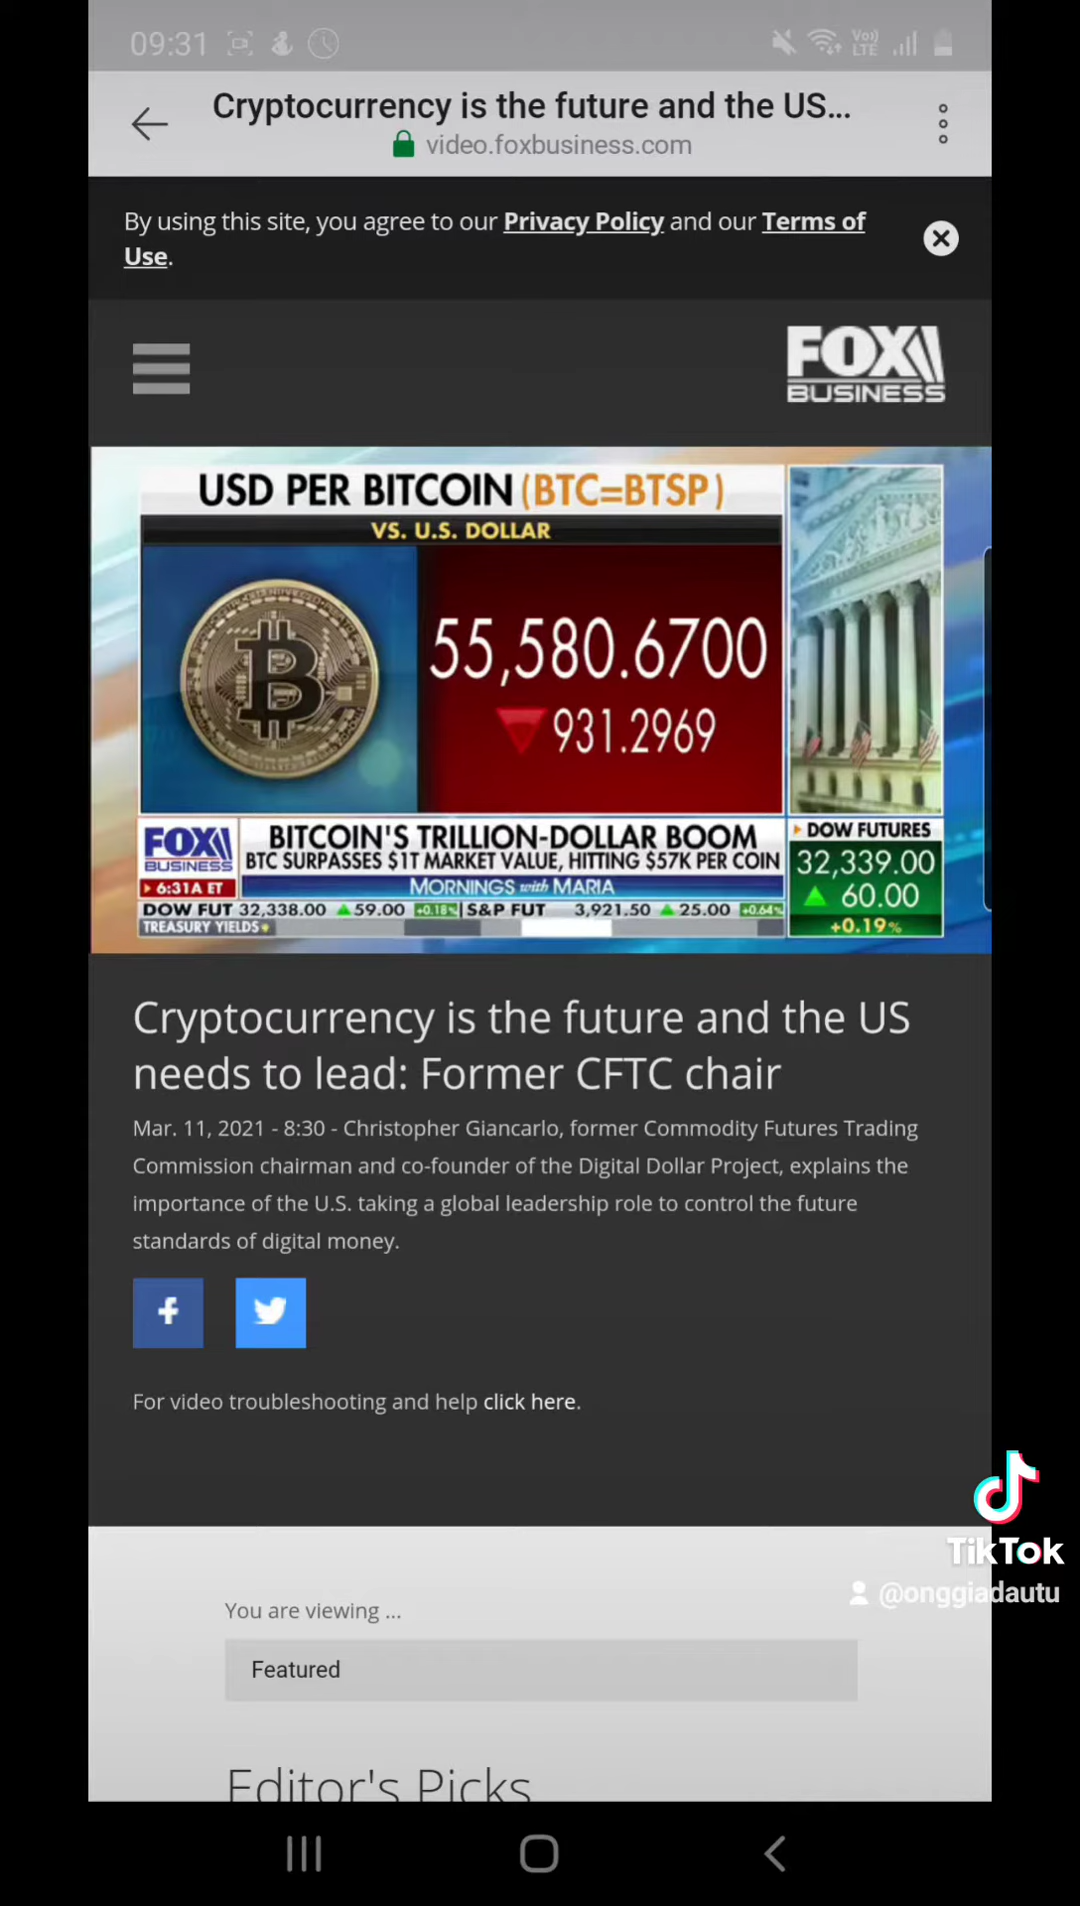 09:31
Vo)) LTE
Cryptocurrency is the future and the US...
video.foxbusiness.com
By using this site, you agree to our Privacy Policy and our Terms of
Use.
FOX
BUSINESS
USD PER BITCOIN (BTC=BTSP)
VS. U.S. DOLLAR
55,580.6700
▼931.2969
FOX
BUSINESS
6:31A ET
BITCOIN'S TRILLION-DOLLAR BOOM
BTC SURPASSES $1T MARKET VALUE, HITTING $57K PER COIN
MORNINGS with MARIA
DOW FUTURES
32,339.00
▲ 60.00
+0.19%
DOW FUT 32,338.00 ▲59.00 +0.18% S&P FUT 3,921.50 ▲25.00 +0.64%
TREASURY YIELDS
Cryptocurrency is the future and the US
needs to lead: Former CFTC chair
Mar. 11, 2021 - 8:30 - Christopher Giancarlo, former Commodity Futures Trading
Commission chairman and co-founder of the Digital Dollar Project, explains the
importance of the U.S. taking a global leadership role to control the future
standards of digital money.
For video troubleshooting and help click here.
TikTok
@onggiadautu
You are viewing ...
Featured
Editor's Picks